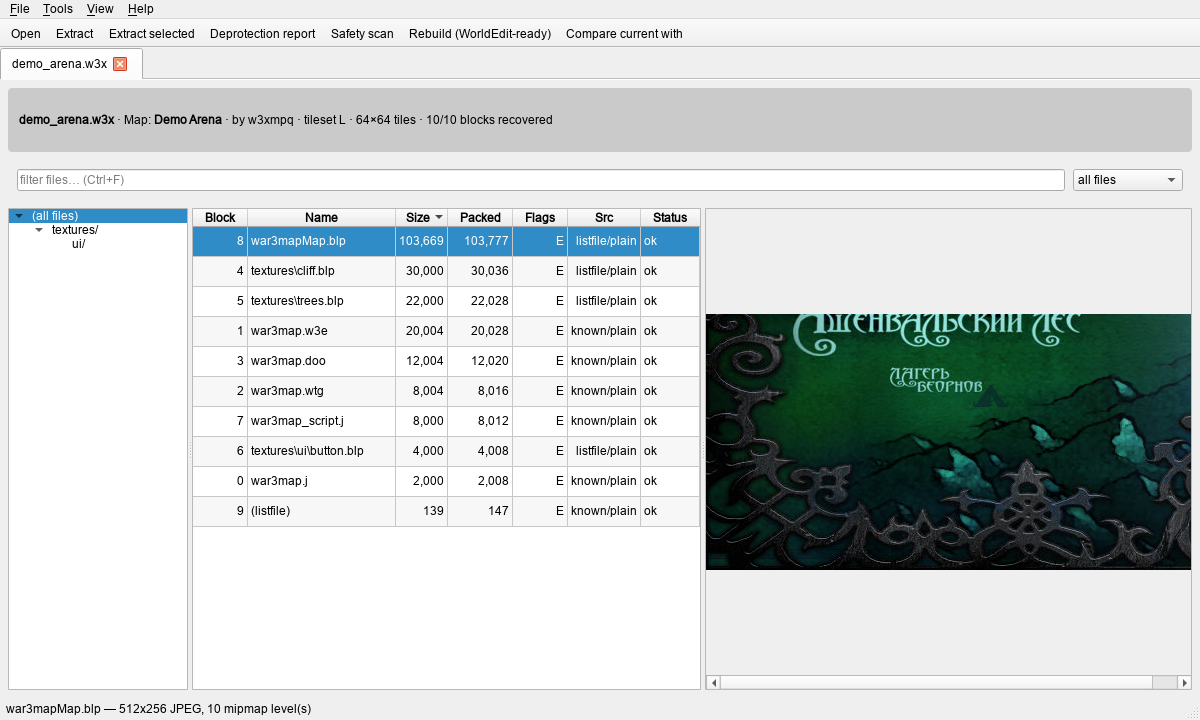 File Tools View Help
Open Extract Extract selected Deprotection report Safety scan Rebuild (WorldEdit-ready) Compare current with
demo_arena.w3x
demo_arena.w3x · Map: Demo Arena · by w3xmpq · tileset L · 64×64 tiles · 10/10 blocks recovered
filter files… (Ctrl+F) all files
(all files)
textures/
ui/
Block Name Size Packed Flags Src Status
8 war3mapMap.blp 103,669 103,777 E listfile/plain ok
4 textures\cliff.blp 30,000 30,036 E listfile/plain ok
5 textures\trees.blp 22,000 22,028 E listfile/plain ok
1 war3map.w3e 20,004 20,028 E known/plain ok
3 war3map.doo 12,004 12,020 E known/plain ok
2 war3map.wtg 8,004 8,016 E known/plain ok
7 war3map_script.j 8,000 8,012 E known/plain ok
6 textures\ui\button.blp 4,000 4,008 E listfile/plain ok
0 war3map.j 2,000 2,008 E known/plain ok
9 (listfile) 139 147 E known/plain ok
Ашенвальский лес
Лагерь
Беорнов
war3mapMap.blp — 512x256 JPEG, 10 mipmap level(s)